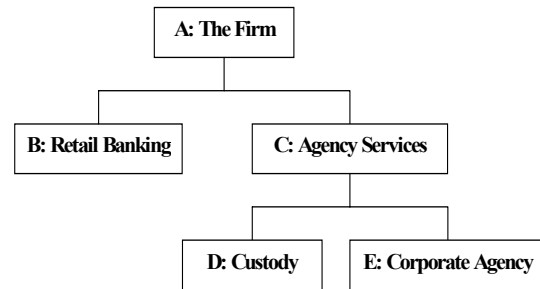 A: The Firm
B: Retail Banking
C: Agency Services
D: Custody
E: Corporate Agency